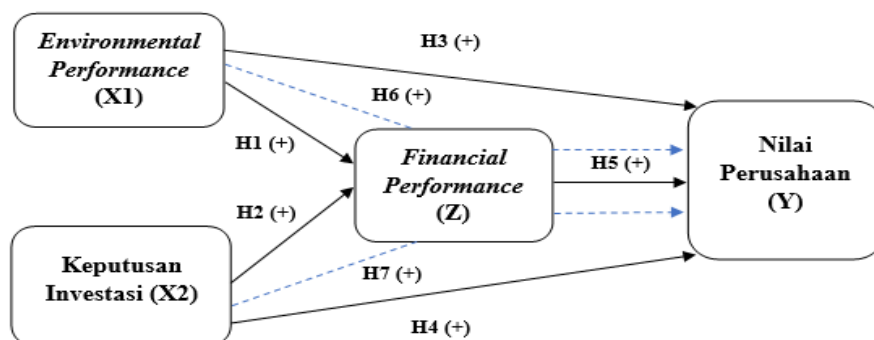 Environmental
Performance
(X1)
H3 (+)
H6 (+)
H1 (+)
Financial
Performance
(Z)
H5 (+)
Nilai
Perusahaan
(Y)
H2 (+)
Keputusan
Investasi (X2)
H7 (+)
H4 (+)